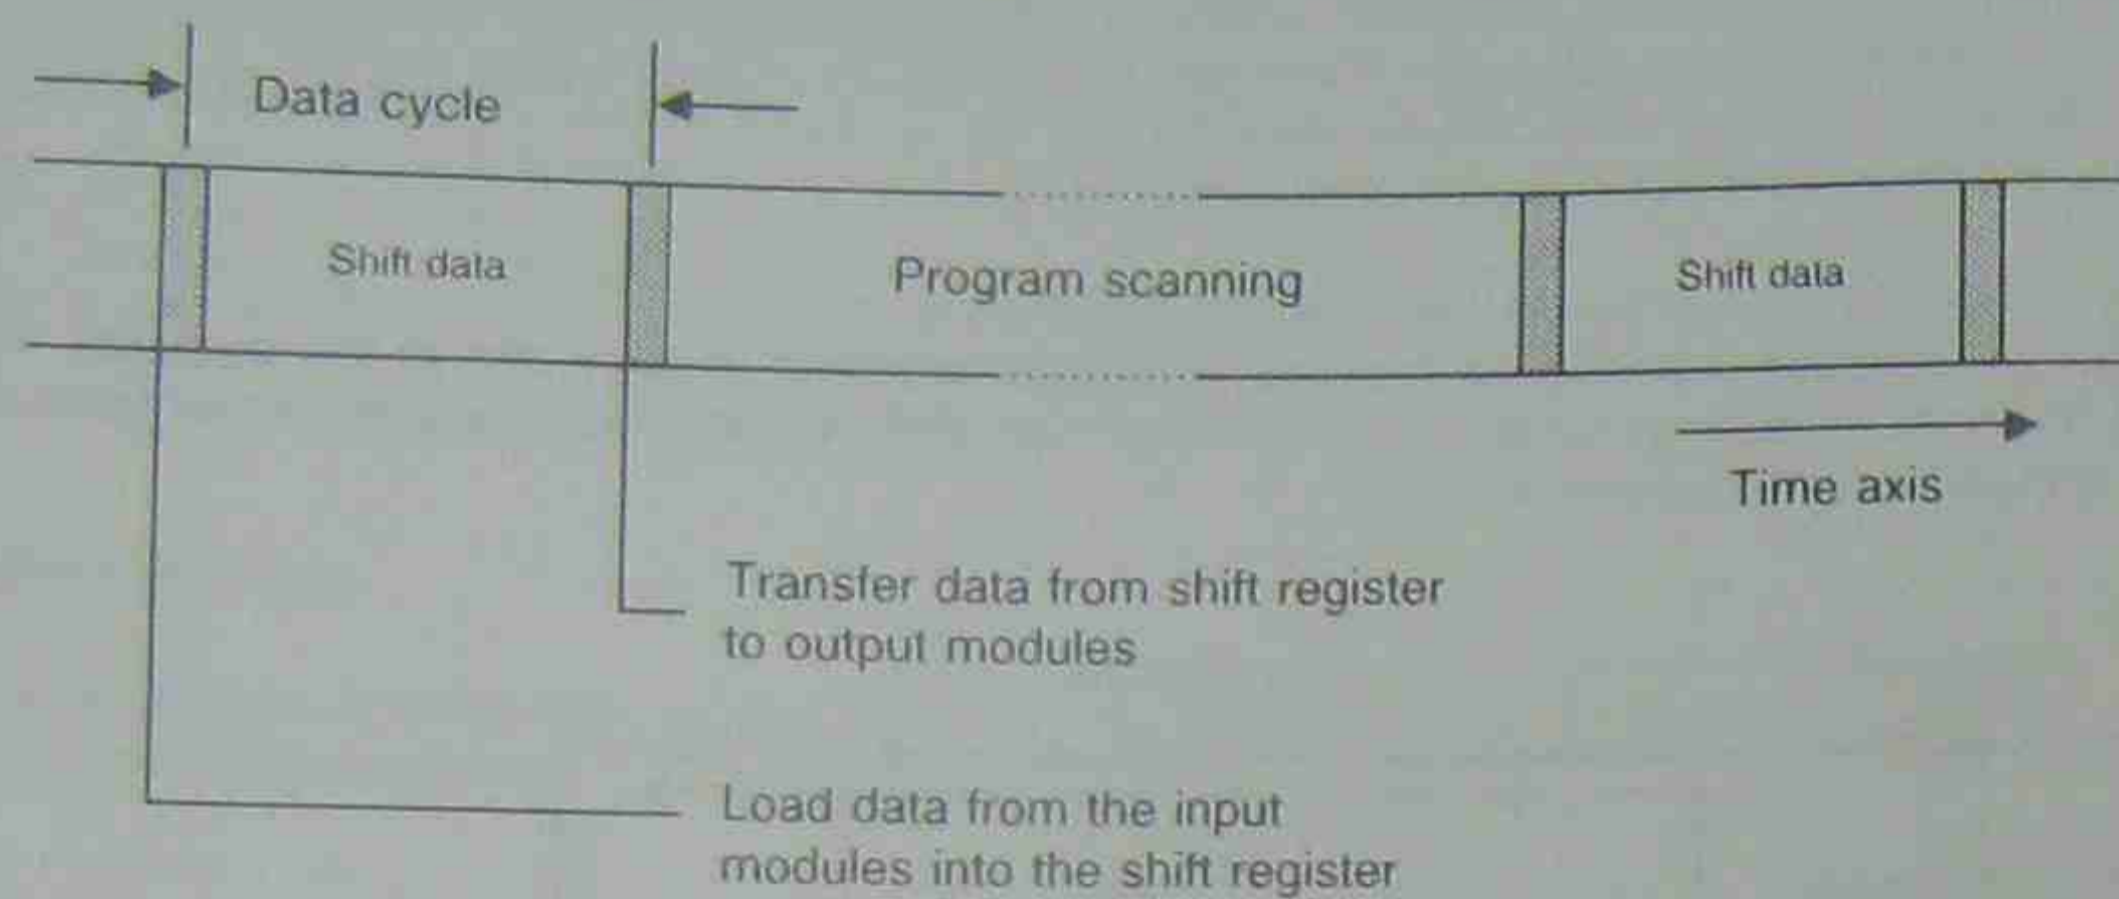 Data cycle
Shift data
Program scanning
Shift data
Time axis
Transfer data from shift register
to output modules
Load data from the input
modules into the shift register